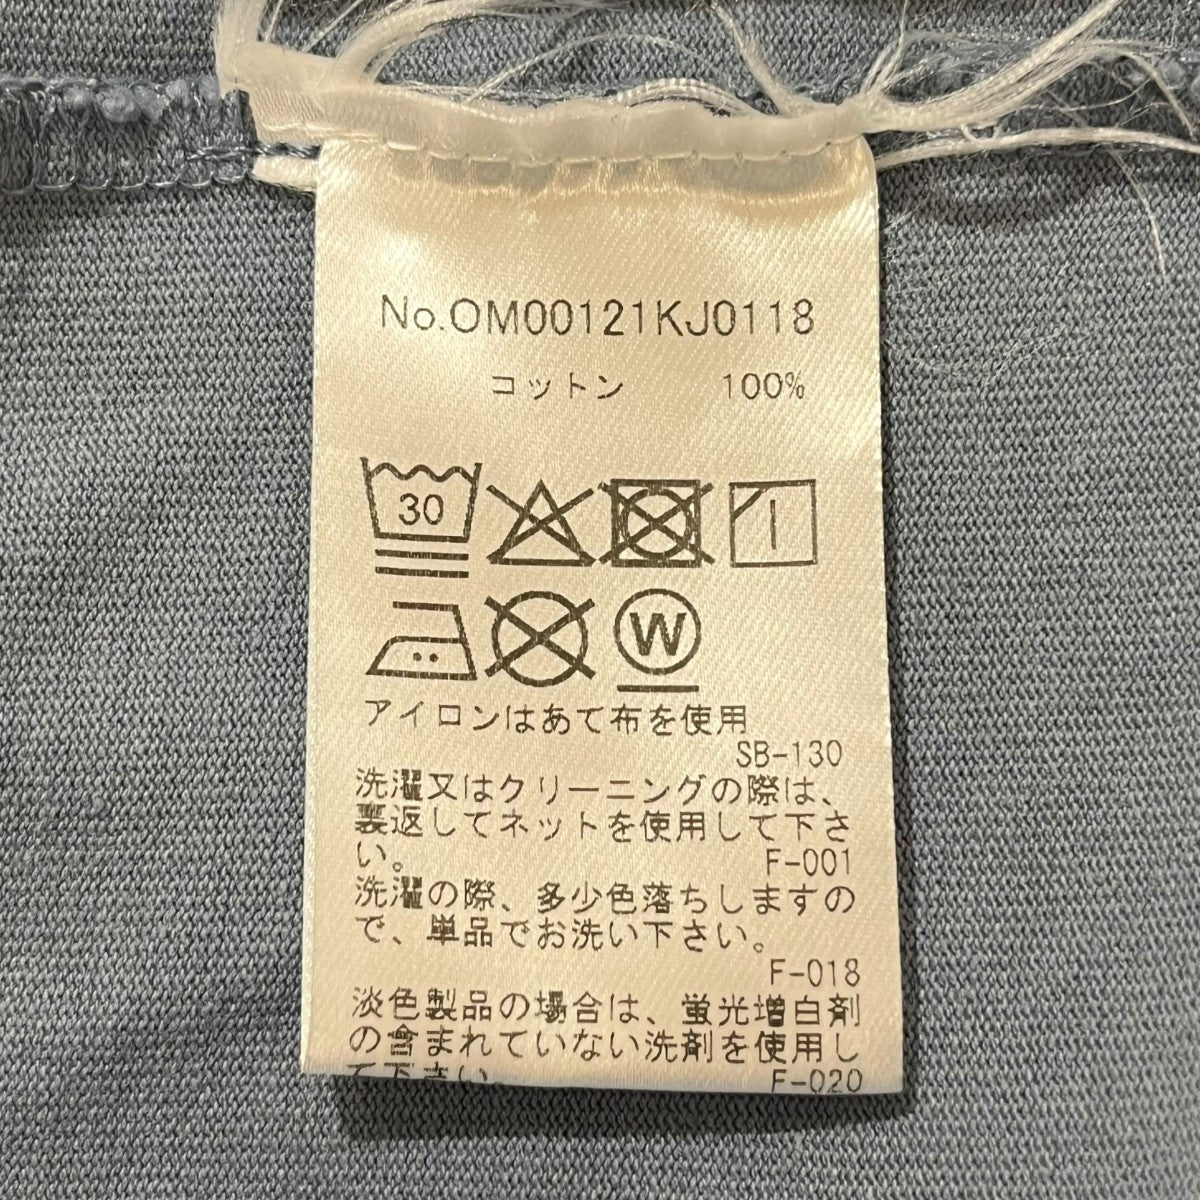 No.OM00121KJ0118
コットン 100%
30
W
アイロンはあて布を使用
SB-130
洗濯又はクリーニングの際は、
裏返してネットを使用して下さ
い。
F-001
洗濯の際、多少色落ちしますの
で、単品でお洗い下さい。
F-018
淡色製品の場合は、蛍光増白剤
の含まれていない洗剤を使用し
て下さい。
F-020